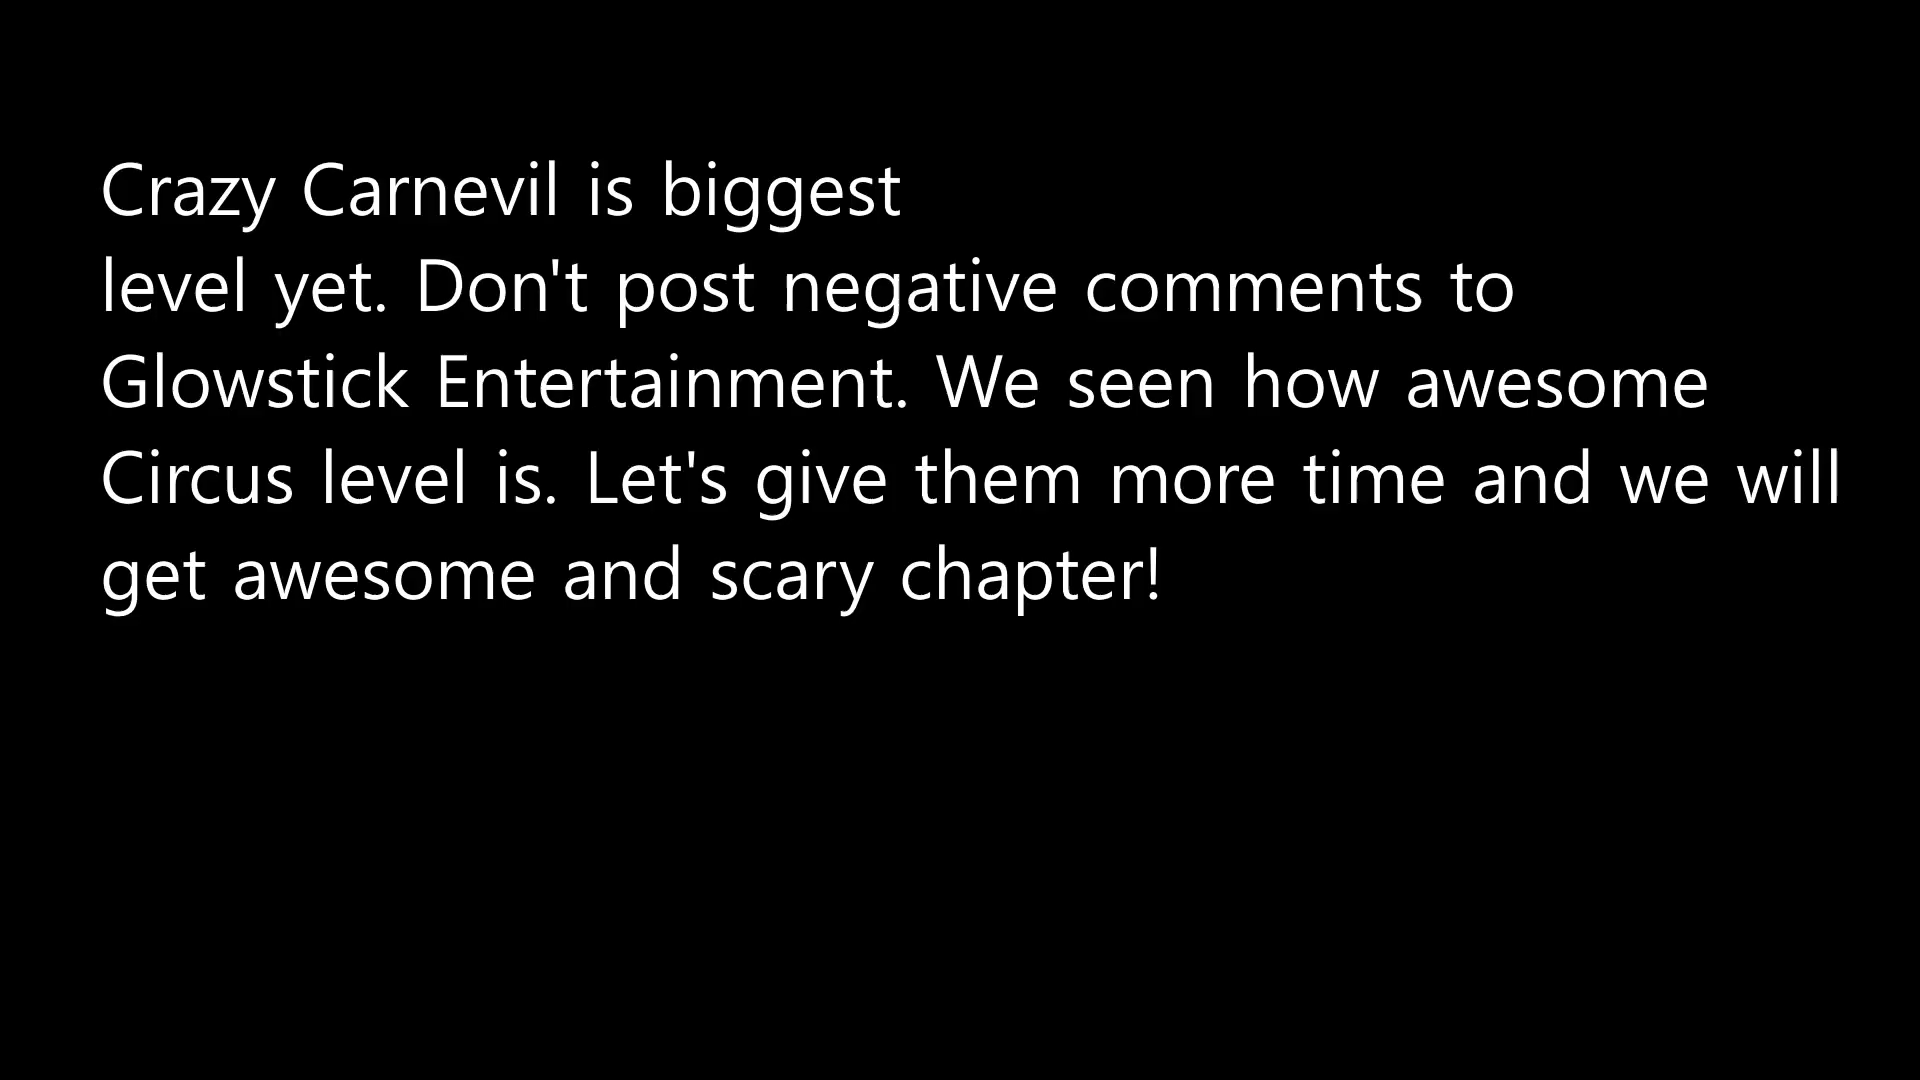 Crazy Carnevil is biggest
level yet. Don't post negative comments to
Glowstick Entertainment. We seen how awesome
Circus level is. Let's give them more time and we will
get awesome and scary chapter!